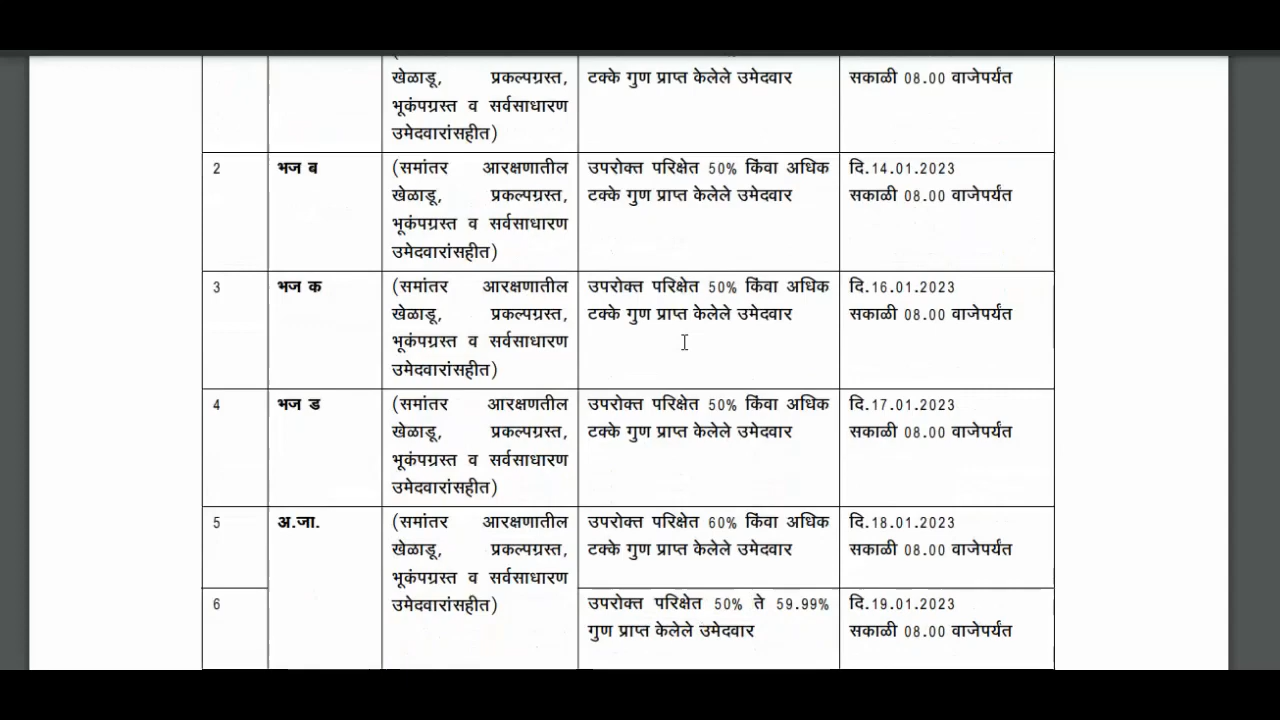 खेळाडू, प्रकल्पग्रस्त, टक्के गुण प्राप्त केलेले उमेदवार सकाळी 08.00 वाजेपर्यंत
भूकंपग्रस्त व सर्वसाधारण
उमेदवारांसहीत)
2 भज ब (समांतर आरक्षणातील उपरोक्त परिक्षेत 50% किंवा अधिक दि.14.01.2023
खेळाडू, प्रकल्पग्रस्त, टक्के गुण प्राप्त केलेले उमेदवार सकाळी 08.00 वाजेपर्यंत
भूकंपग्रस्त व सर्वसाधारण
उमेदवारांसहीत)
3 भज क (समांतर आरक्षणातील उपरोक्त परिक्षेत 50% किंवा अधिक दि.16.01.2023
खेळाडू, प्रकल्पग्रस्त, टक्के गुण प्राप्त केलेले उमेदवार सकाळी 08.00 वाजेपर्यंत
भूकंपग्रस्त व सर्वसाधारण
उमेदवारांसहीत)
4 भज ड (समांतर आरक्षणतील उपरोक्त परिक्षेत 50% किंवा अधिक दि.17.01.2023
खेळाडू, प्रकल्पग्रस्त, टक्के गुण प्राप्त केलेले उमेदवार सकाळी 08.00 वाजेपर्यंत
भूकंपग्रस्त व सर्वसाधारण
उमेदवारांसहीत)
5 अ.जा. (समांतर आरक्षणातील उपरोक्त परिक्षेत 60% किंवा अधिक दि.18.01.2023
खेळाडू, प्रकल्पग्रस्त, टक्के गुण प्राप्त केलेले उमेदवार सकाळी 08.00 वाजेपर्यंत
भूकंपग्रस्त व सर्वसाधारण
6 उमेदवारांसहीत) उपरोक्त परिक्षेत 50% ते 59.99% दि.19.01.2023
गुण प्राप्त केलेले उमेदवार सकाळी 08.00 वाजेपर्यंत